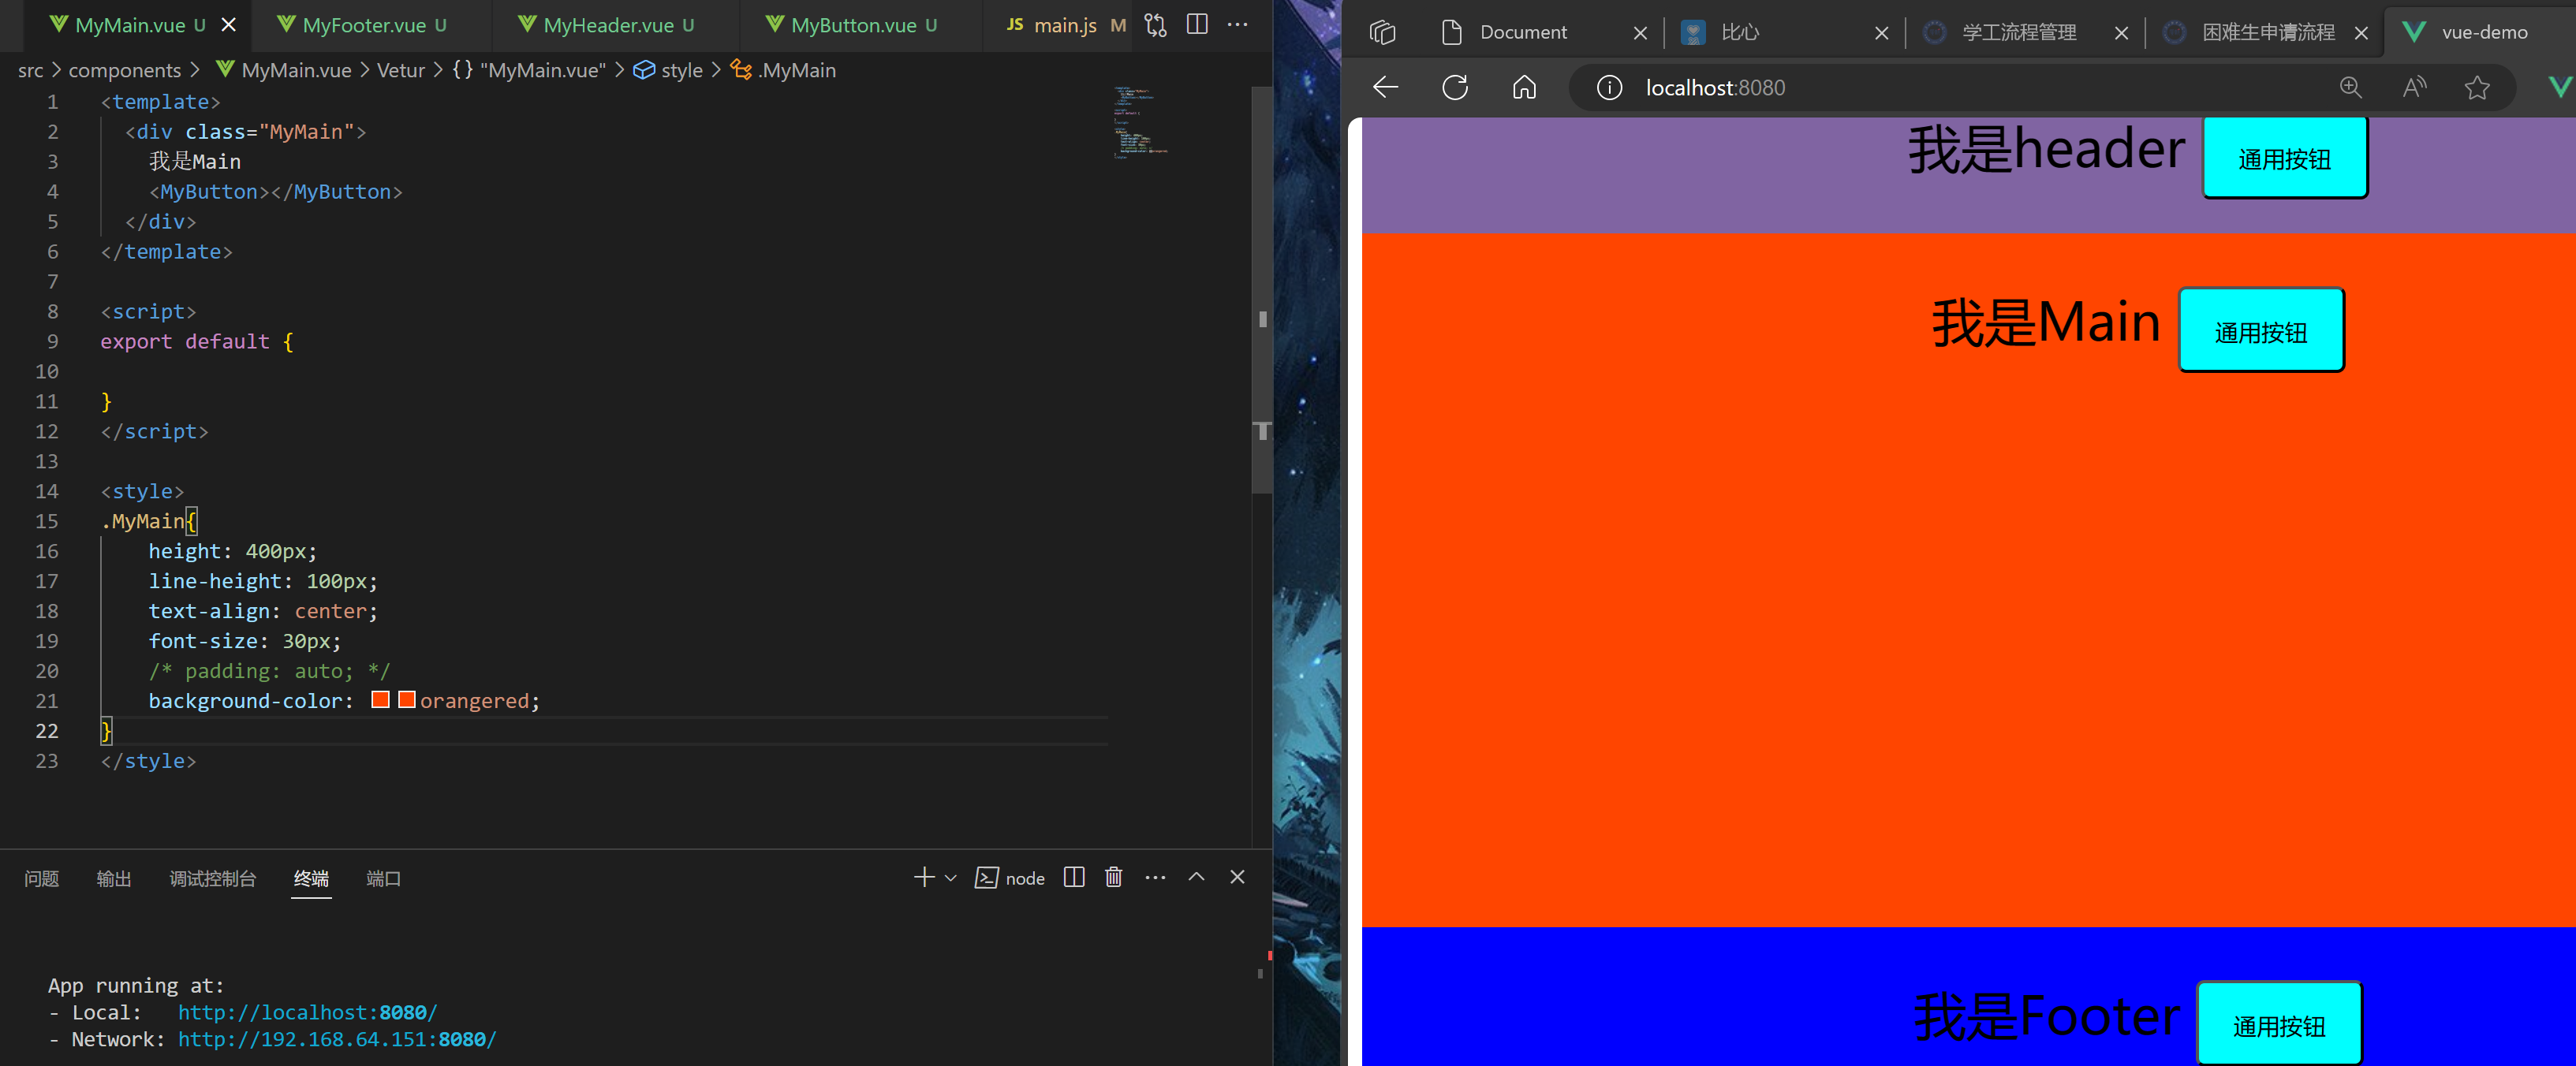 MyMain.vue U MyFooter.vue U MyHeader.vue U MyButton.vue U JS main.js M
src > components > MyMain.vue > Vetur > {} "MyMain.vue" > style > .MyMain
1 <template>
2 <div class="MyMain">
3 我是Main
4 <MyButton></MyButton>
5 </div>
6 </template>
7
8 <script>
9 export default {
10
11 }
12 </script>
13
14 <style>
15 .MyMain{
16 height: 400px;
17 line-height: 100px;
18 text-align: center;
19 font-size: 30px;
20 /* padding: auto; */
21 background-color: orangered;
22 }
23 </style>
问题 输出 调试控制台 终端 端口
node
App running at:
- Local: http://localhost:8080/
- Network: http://192.168.64.151:8080/
Document 比心 学工流程管理 困难生申请流程 vue-demo
localhost:8080
我是header 通用按钮
我是Main 通用按钮
我是Footer 通用按钮